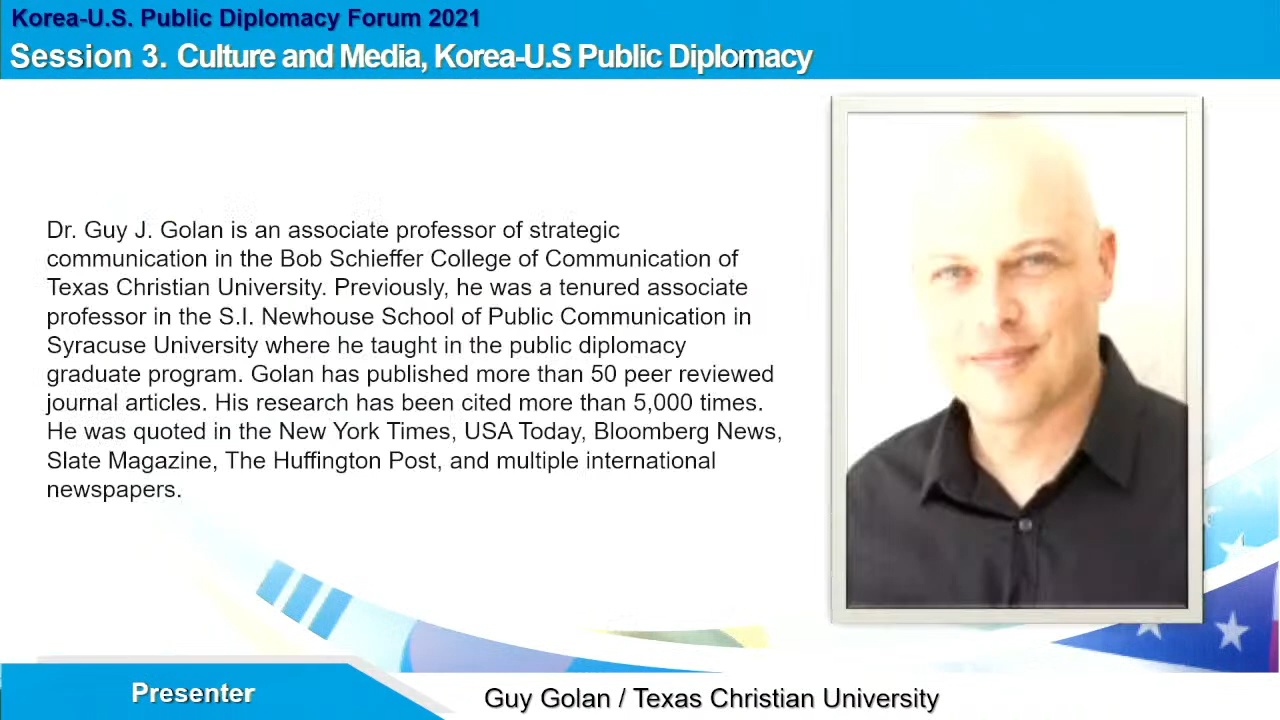 Korea-U.S. Public Diplomacy Forum 2021
Session 3. Culture and Media, Korea-U.S Public Diplomacy
Dr. Guy J. Golan is an associate professor of strategic
communication in the Bob Schieffer College of Communication of
Texas Christian University. Previously, he was a tenured associate
professor in the S.I. Newhouse School of Public Communication in
Syracuse University where he taught in the public diplomacy
graduate program. Golan has published more than 50 peer reviewed
journal articles. His research has been cited more than 5,000 times.
He was quoted in the New York Times, USA Today, Bloomberg News,
Slate Magazine, The Huffington Post, and multiple international
newspapers.
Presenter
Guy Golan / Texas Christian University